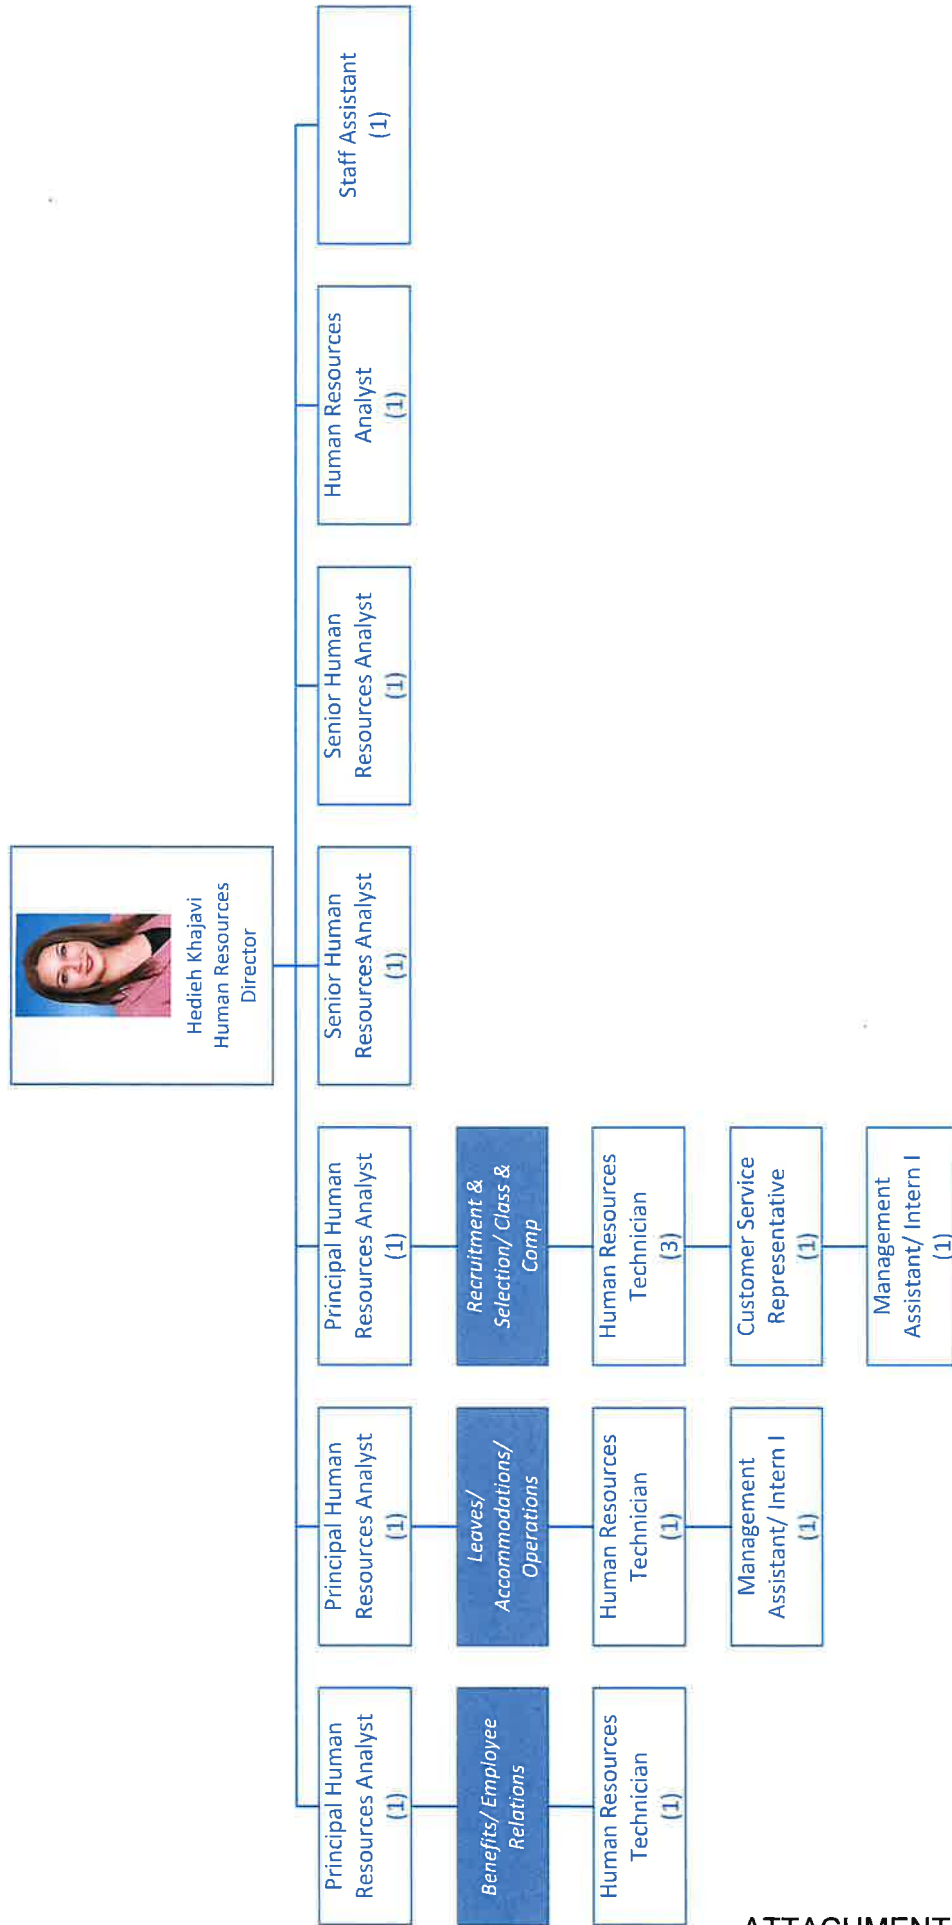 Hedieh Khajavi
Human Resources
Director
Principal Human
Resources Analyst
(1)
Benefits/ Employee
Relations
Human Resources
Technician
(1)
Principal Human
Resources Analyst
(1)
Leaves/
Accommodations/
Operations
Human Resources
Technician
(1)
Management
Assistant/ Intern I
(1)
Principal Human
Resources Analyst
(1)
Recruitment &
Selection/ Class &
Comp
Human Resources
Technician
(3)
Customer Service
Representative
(1)
Management
Assistant/ Intern I
(1)
Senior Human
Resources Analyst
(1)
Senior Human
Resources Analyst
(1)
Human Resources
Analyst
(1)
Staff Assistant
(1)
ATTACHMENT